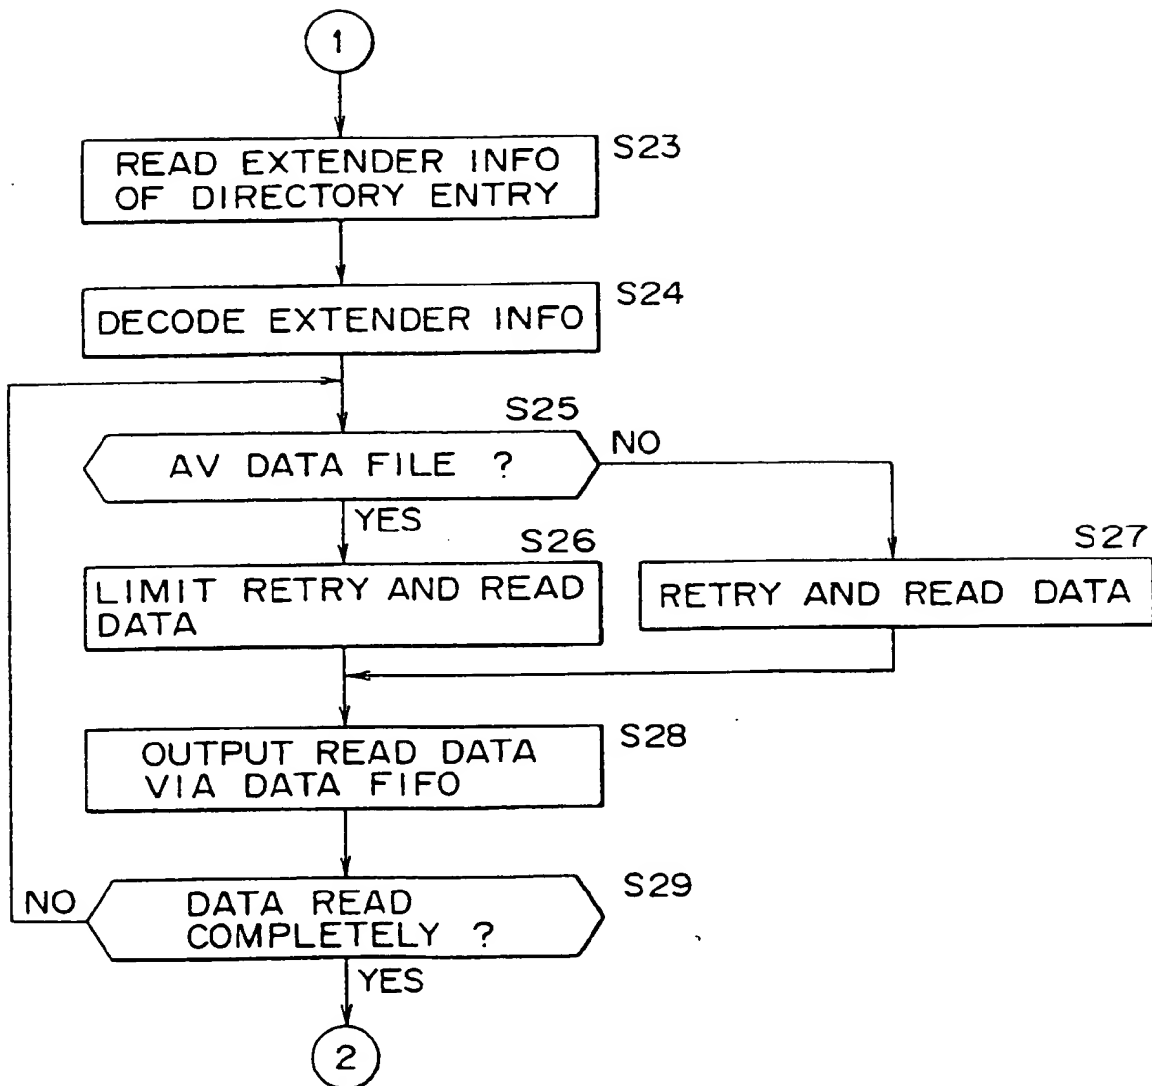 1
READ EXTENDER INFO
OF DIRECTORY ENTRY
S23
DECODE EXTENDER INFO
S24
S25
AV DATA FILE ?
NO
YES
S26
LIMIT RETRY AND READ
DATA
S27
RETRY AND READ DATA
OUTPUT READ DATA
VIA DATA FIFO
S28
DATA READ
COMPLETELY ?
S29
NO
YES
2